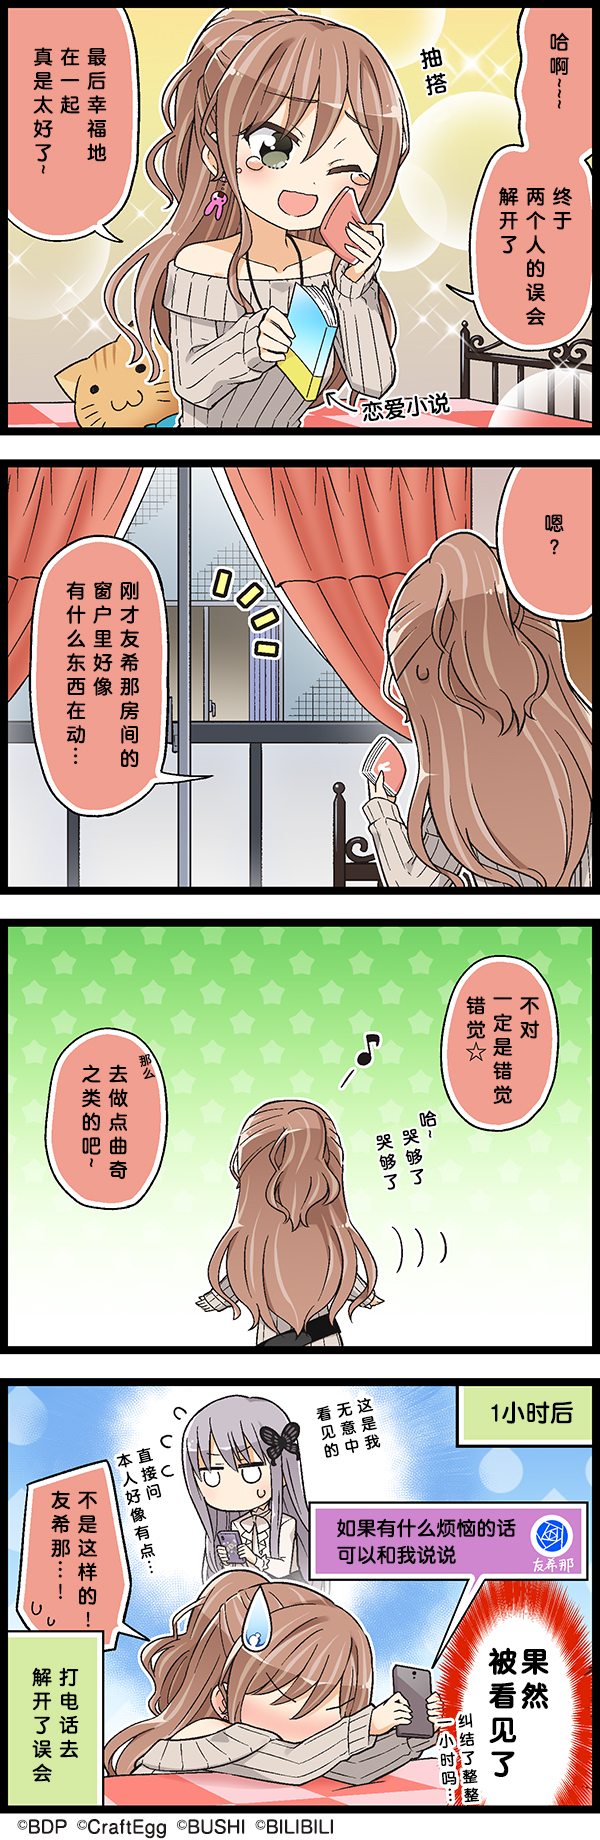 哈啊~~~
终于
两个人的误会
解开了
抽搭
最后幸福地
在一起
真是太好了~
恋爱小说
嗯？
刚才友希那房间的
窗户里好像
有什么东西在动…
不对
一定是错觉
错觉☆
哈~
哭够了
哭够了
那么
去做点曲奇
之类的吧~
1小时后
这是我
无意中
看见的
直接问
本人好像有点…
如果有什么烦恼的话
可以和我说说
友希那
不是这样的！
友希那…！
果然
被看见了
纠结了整整
一小时吗…
打电话去
解开了误会
©BDP ©CraftEgg ©BUSHI ©BILIBILI